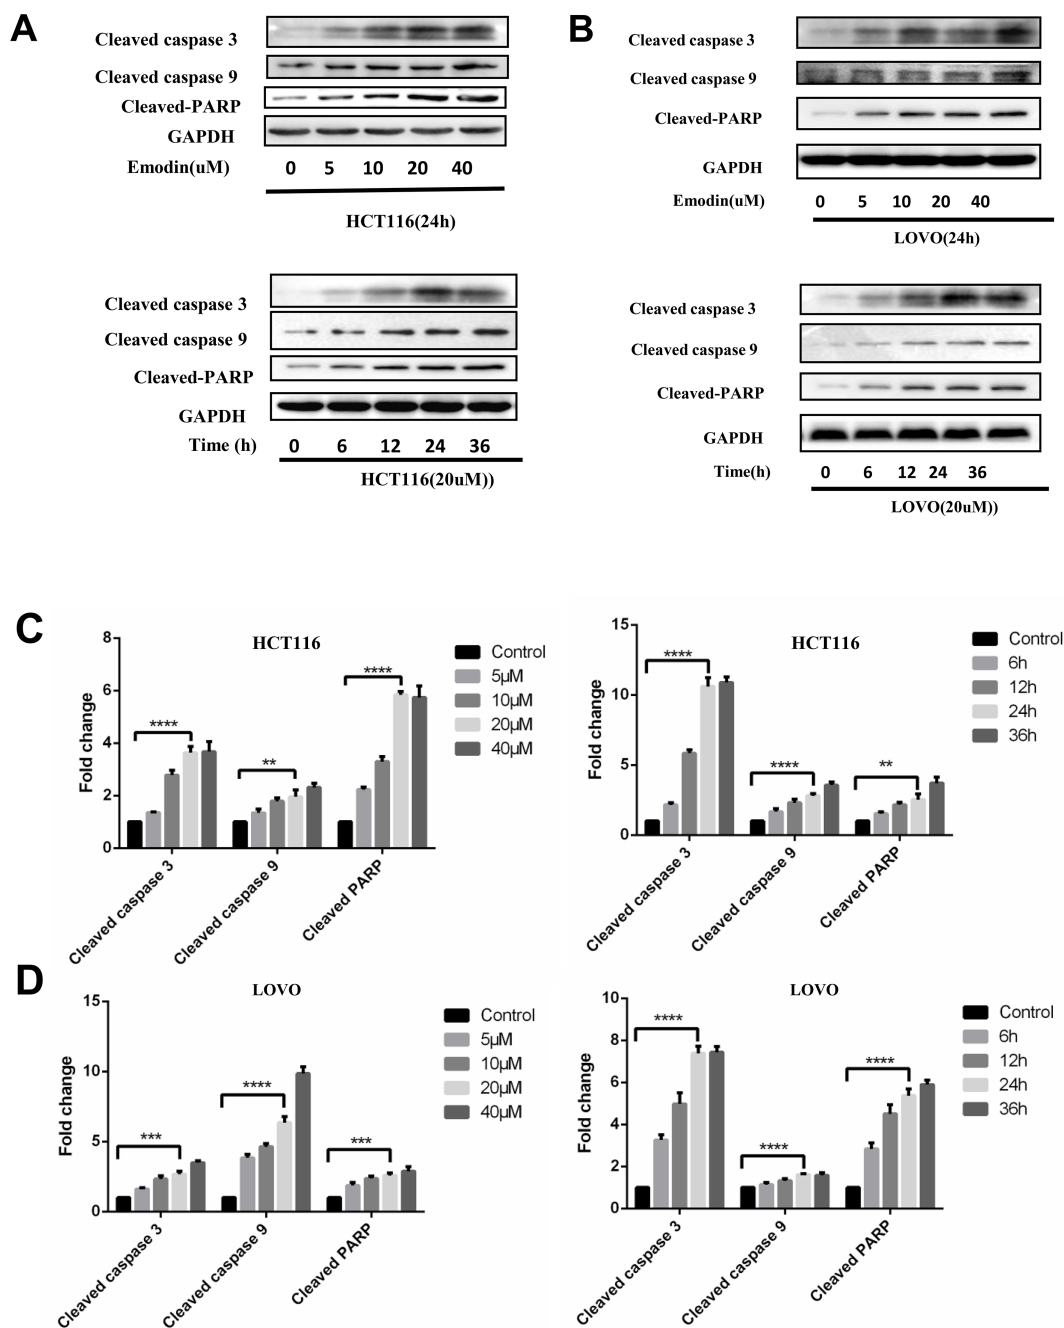 A
Cleaved caspase 3
Cleaved caspase 9
Cleaved-PARP
GAPDH
Emodin(uM) 0 5 10 20 40
HCT116(24h)
Cleaved caspase 3
Cleaved caspase 9
Cleaved-PARP
GAPDH
Time (h) 0 6 12 24 36
HCT116(20uM))
B
Cleaved caspase 3
Cleaved caspase 9
Cleaved-PARP
GAPDH
Emodin(uM) 0 5 10 20 40
LOVO(24h)
Cleaved caspase 3
Cleaved caspase 9
Cleaved-PARP
GAPDH
Time(h) 0 6 12 24 36
LOVO(20uM))
C
HCT116
Fold change
8
6
4
2
0
****
**
****
Control
5μM
10μM
20μM
40μM
Cleaved caspase 3
Cleaved caspase 9
Cleaved PARP
HCT116
Fold change
15
10
5
0
****
****
**
Control
6h
12h
24h
36h
Cleaved caspase 3
Cleaved caspase 9
Cleaved PARP
D
LOVO
Fold change
15
10
5
0
***
****
***
Control
5μM
10μM
20μM
40μM
Cleaved caspase 3
Cleaved caspase 9
Cleaved PARP
LOVO
Fold change
10
8
6
4
2
0
****
****
****
Control
6h
12h
24h
36h
Cleaved caspase 3
Cleaved caspase 9
Cleaved PARP